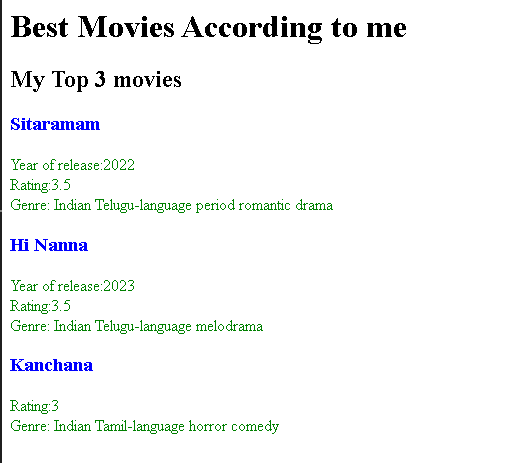 Best Movies According to me
My Top 3 movies
Sitaramam
Year of release:2022
Rating:3.5
Genre: Indian Telugu-language period romantic drama
Hi Nanna
Year of release:2023
Rating:3.5
Genre: Indian Telugu-language melodrama
Kanchana
Rating:3
Genre: Indian Tamil-language horror comedy